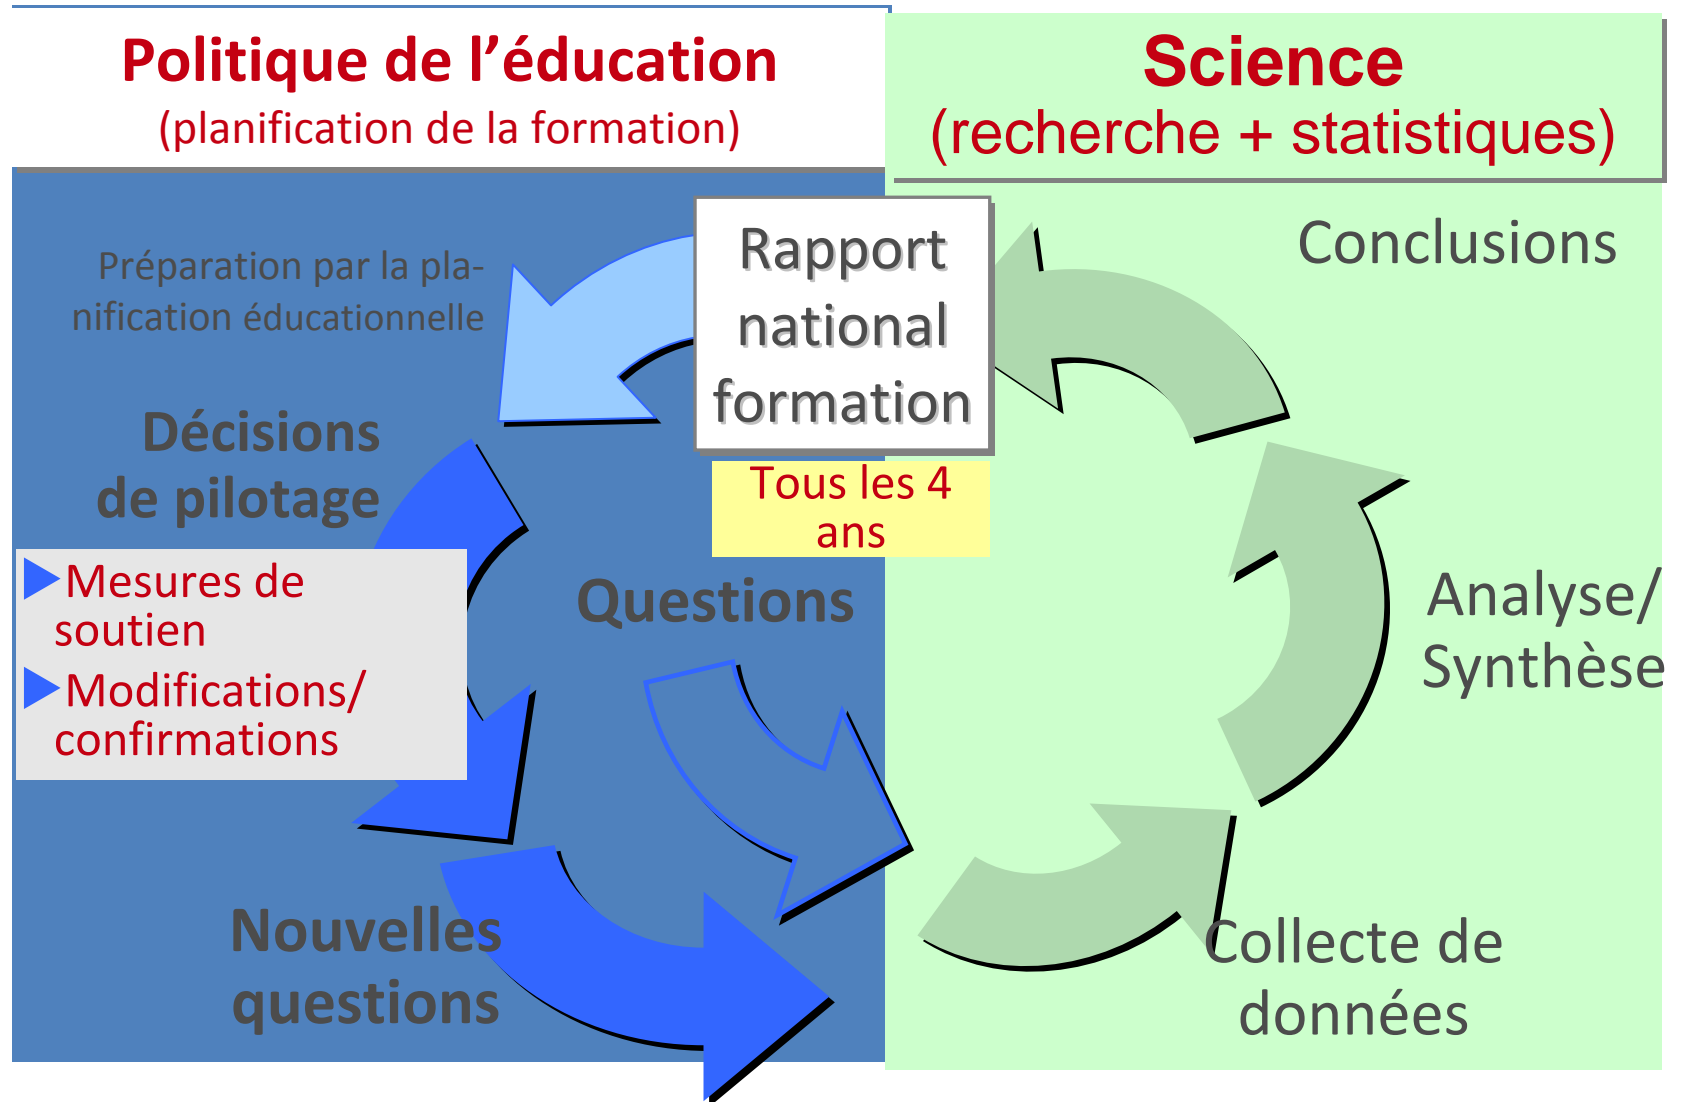 Politique de l’éducation
(planification de la formation)
Science
(recherche + statistiques)
Préparation par la pla-
nification éducationnelle
Rapport
national
formation
Conclusions
Tous les 4
ans
Décisions
de pilotage
Mesures de
soutien
Modifications/
confirmations
Questions
Analyse/
Synthèse
Nouvelles
questions
Collecte de
données